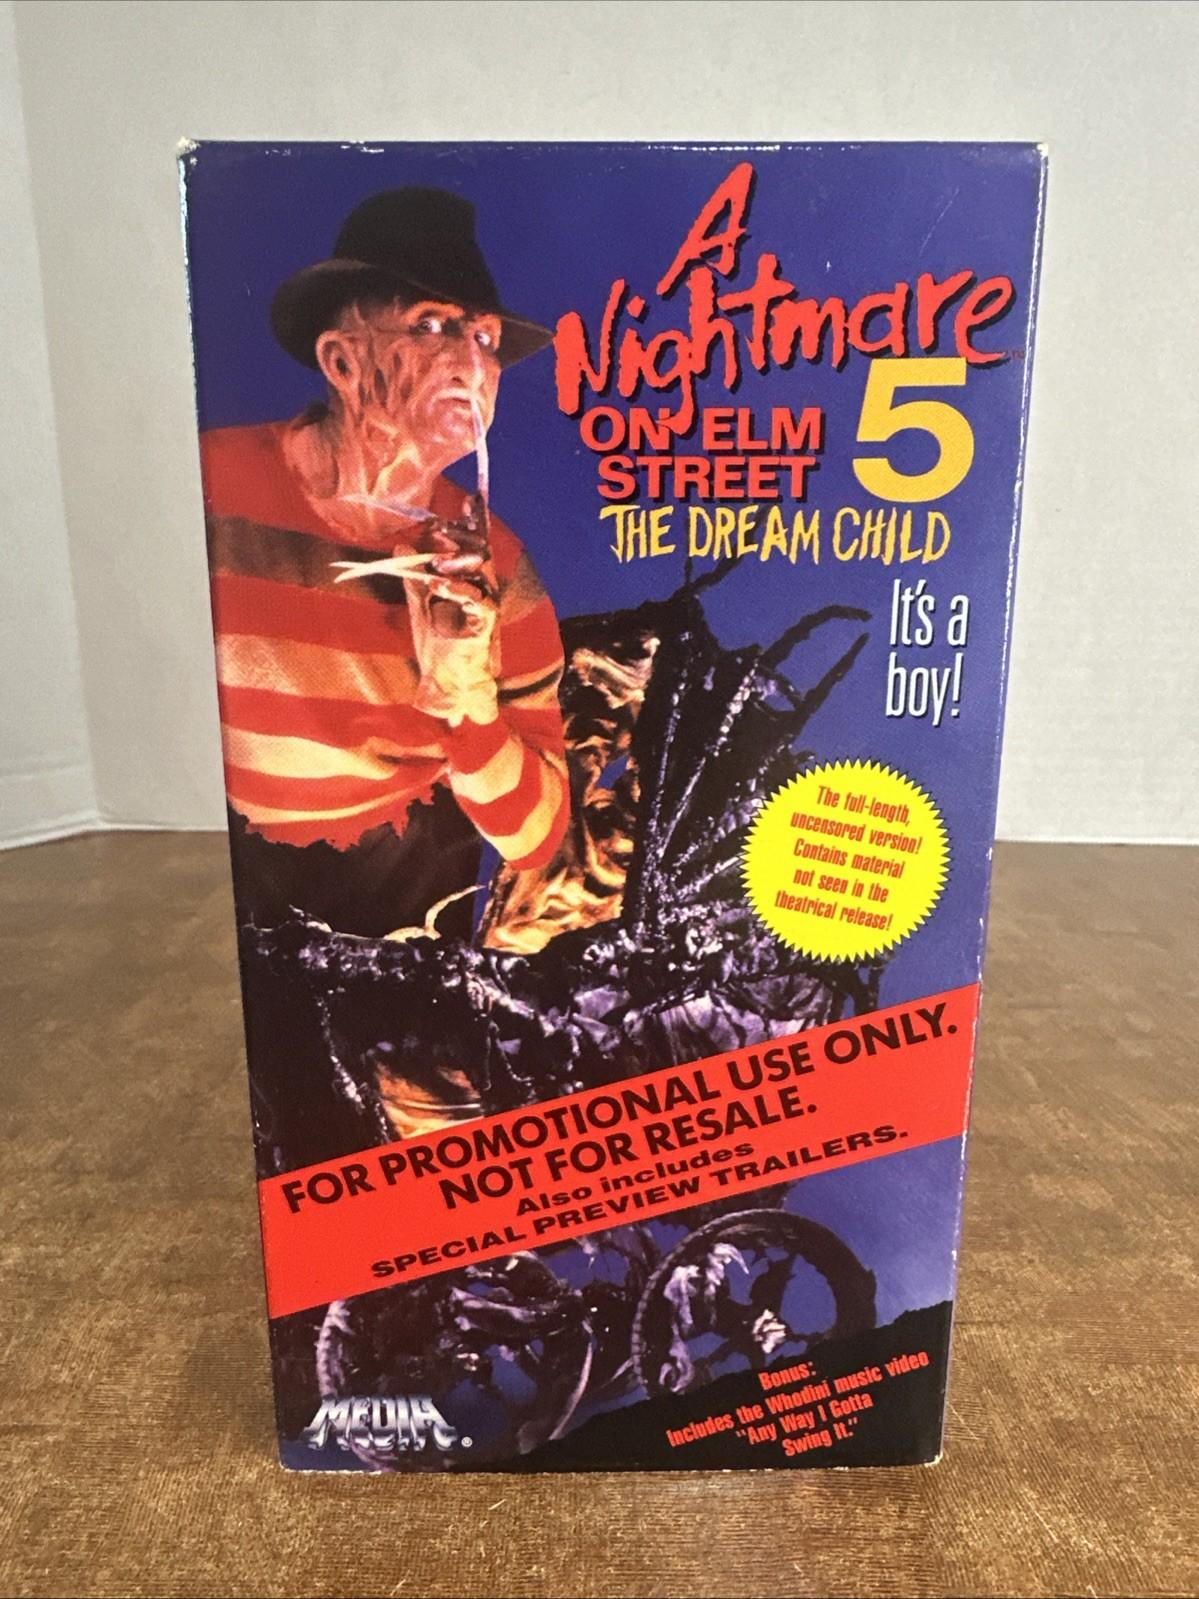 A
Nightmare™
ON ELM
STREET 5
THE DREAM CHILD
It's a
boy!
The full-length,
uncensored version!
Contains material
not seen in the
theatrical release!
FOR PROMOTIONAL USE ONLY.
NOT FOR RESALE.
Also includes
SPECIAL PREVIEW TRAILERS.
Bonus:
Includes the Whodini music video
"Any Way I Gotta
Swing It."
MEDIA®